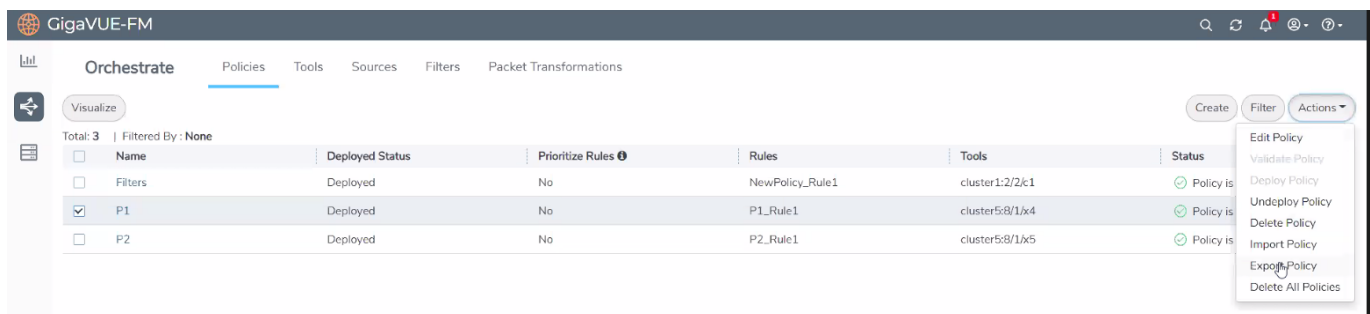 GigaVUE-FM
1
Orchestrate Policies Tools Sources Filters Packet Transformations
Visualize Create Filter Actions
Total: 3 | Filtered By : None
Name Deployed Status Prioritize Rules Rules Tools Status
Filters Deployed No NewPolicy_Rule1 cluster1:2/2/c1 Policy is
P1 Deployed No P1_Rule1 cluster5:8/1/x4 Policy is
P2 Deployed No P2_Rule1 cluster5:8/1/x5 Policy is
Edit Policy
Validate Policy
Deploy Policy
Undeploy Policy
Delete Policy
Import Policy
Export Policy
Delete All Policies